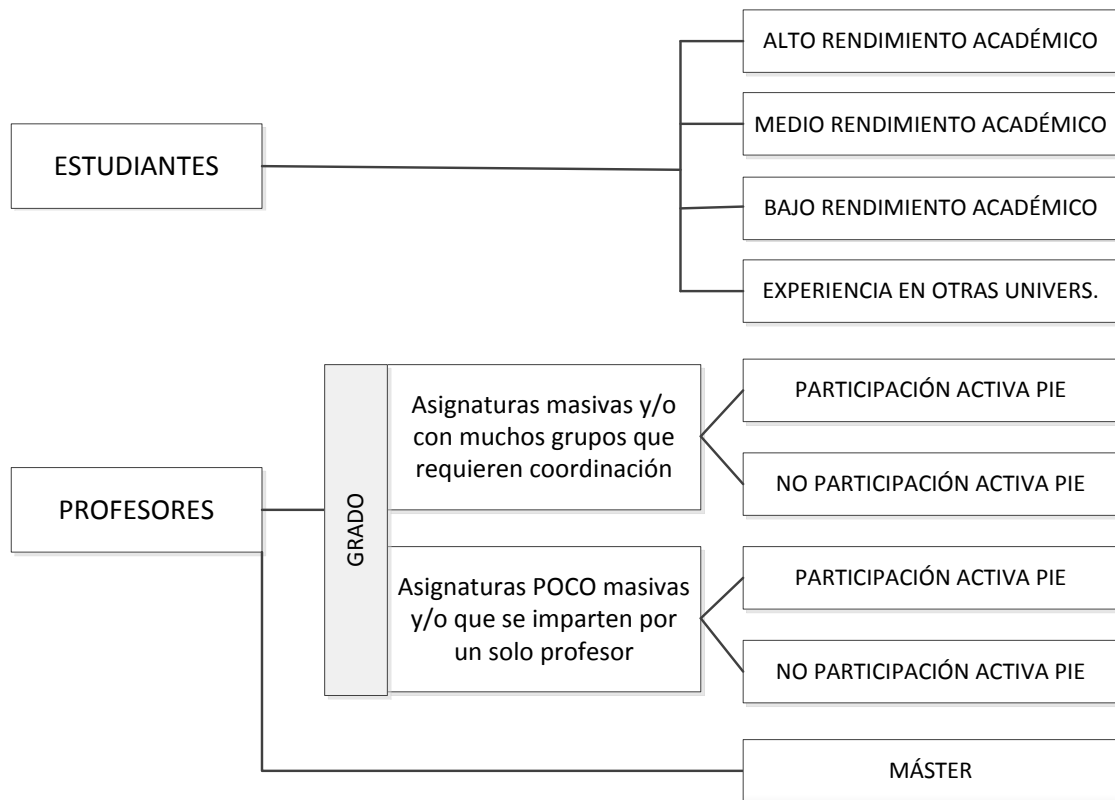 ESTUDIANTES
ALTO RENDIMIENTO ACADÉMICO
MEDIO RENDIMIENTO ACADÉMICO
BAJO RENDIMIENTO ACADÉMICO
EXPERIENCIA EN OTRAS UNIVERS.
PROFESORES
GRADO
Asignaturas masivas y/o
con muchos grupos que
requieren coordinación
PARTICIPACIÓN ACTIVA PIE
NO PARTICIPACIÓN ACTIVA PIE
Asignaturas POCO masivas
y/o que se imparten por
un solo profesor
PARTICIPACIÓN ACTIVA PIE
NO PARTICIPACIÓN ACTIVA PIE
MÁSTER